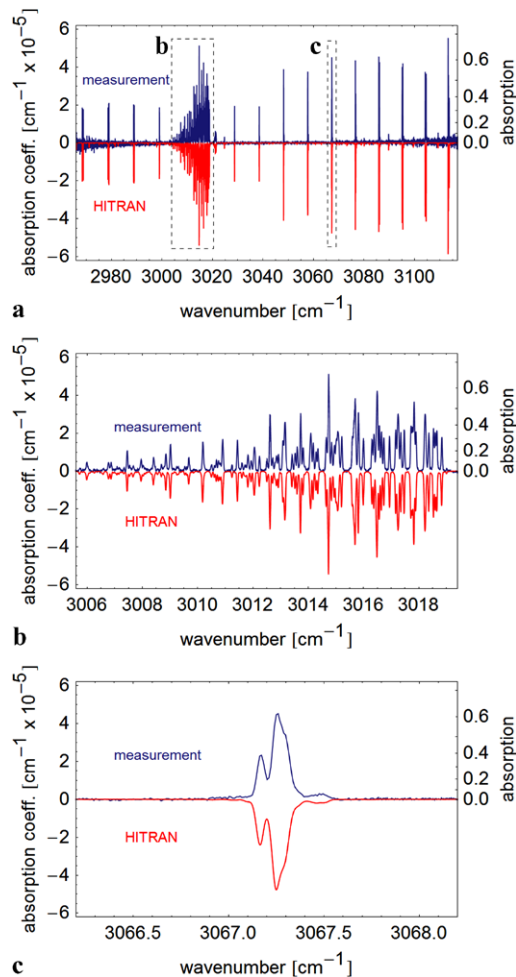 b
c
6
4
2
0
−2
−4
−6
0.6
0.4
0.2
0.0
measurement
HITRAN
absorption coeff. [cm−1 x 10−5]
absorption
2980
3000
3020
3040
3060
3080
3100
wavenumber [cm−1]
a
6
4
2
0
−2
−4
−6
0.6
0.4
0.2
0.0
measurement
HITRAN
absorption coeff. [cm−1 x 10−5]
absorption
3006
3008
3010
3012
3014
3016
3018
wavenumber [cm−1]
b
6
4
2
0
−2
−4
−6
0.6
0.4
0.2
0.0
measurement
HITRAN
absorption coeff. [cm−1 x 10−5]
absorption
3066.5
3067.0
3067.5
3068.0
wavenumber [cm−1]
c